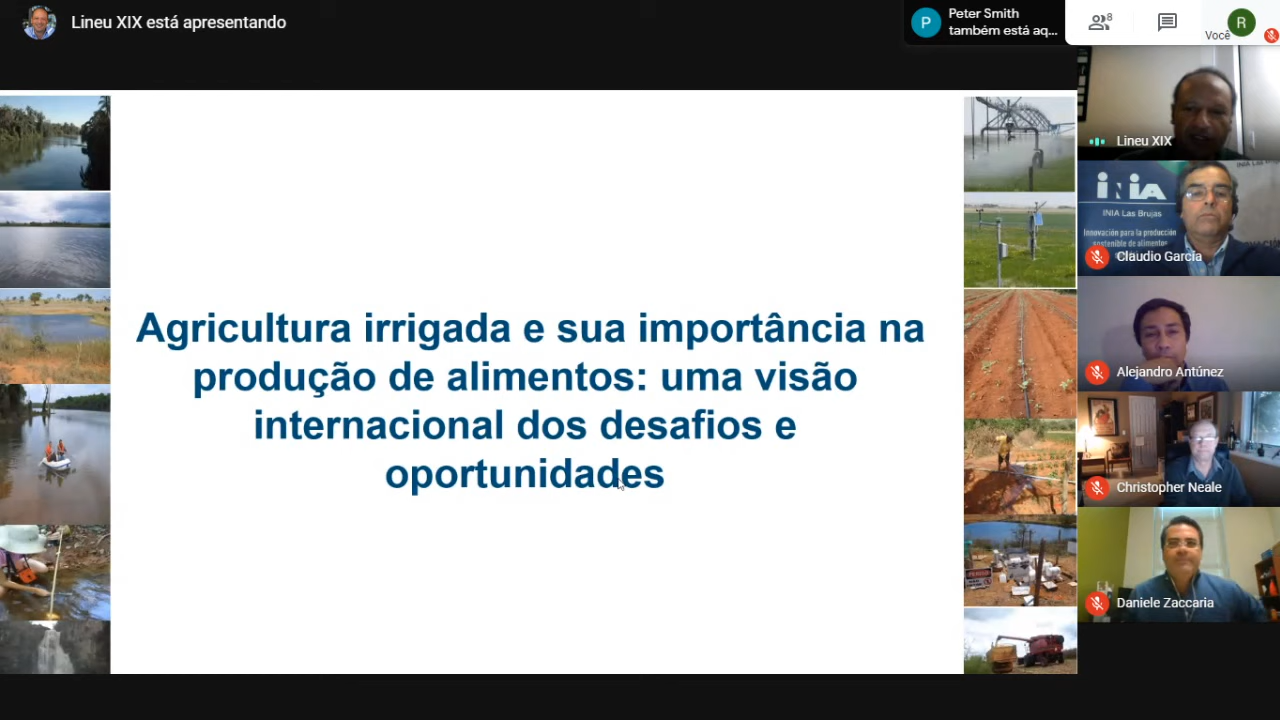 Lineu XIX está apresentando
P
Peter Smith
também está aq...
8
Você
R
Agricultura irrigada e sua importância na
produção de alimentos: uma visão
internacional dos desafios e
oportunidades
Lineu XIX
INIA
INIA Las Brujas
Innovación para la producción
sostenible de alimentos
Claudio García
Alejandro Antúnez
Christopher Neale
Daniele Zaccaria
PERIGO